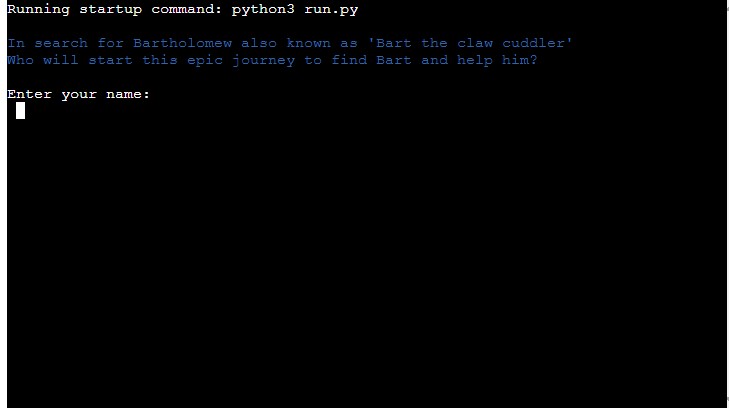 Running startup command: python3 run.py
In search for Bartholomew also known as 'Bart the claw cuddler'
Who will start this epic journey to find Bart and help him?
Enter your name: